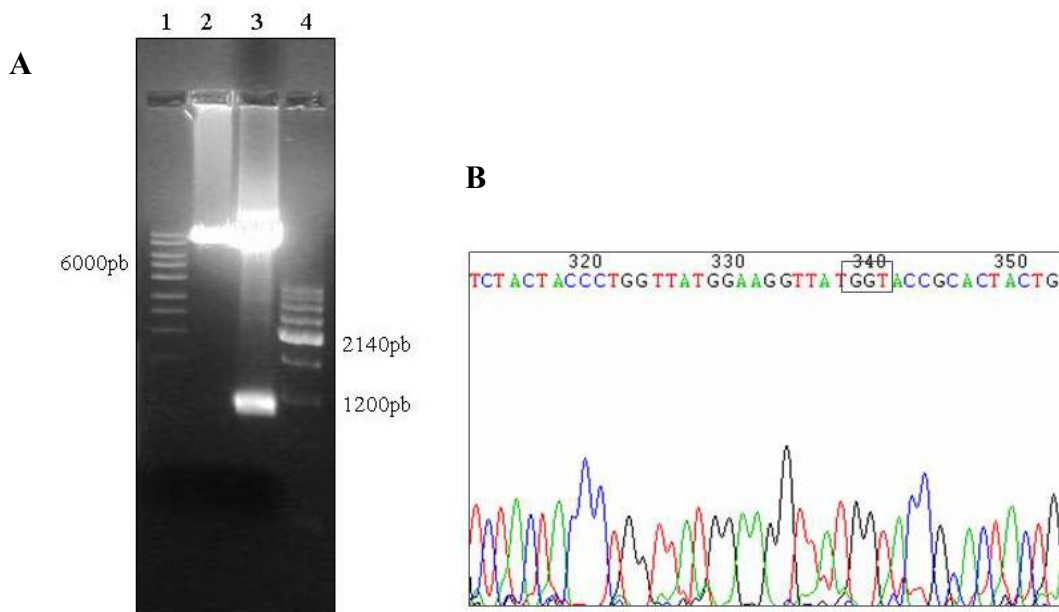 A
1 2 3 4
6000pb
2140pb
1200pb
B
320 330 340 350
TCTACTACCCTGGTTATGGAAGGTTATGGTACCGCACTACTG